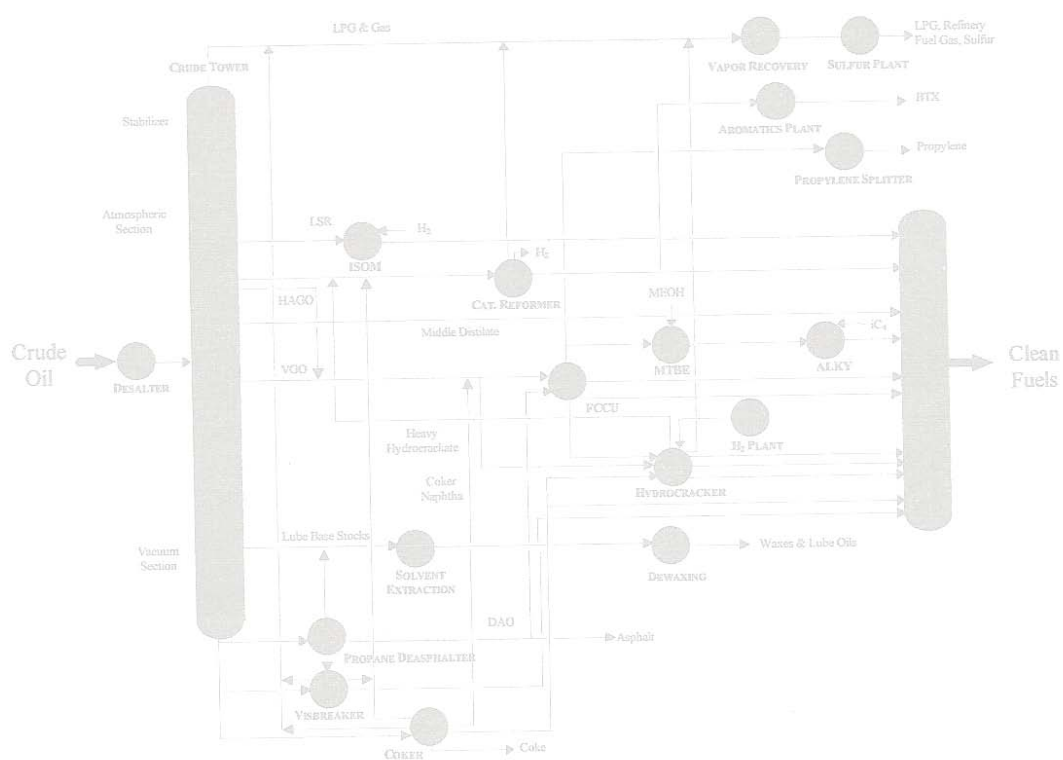 LPG & Gas
LPG, Refinery
Fuel Gas, Sulfur
CRUDE TOWER
VAPOR RECOVERY
SULFUR PLANT
Stabilizer
BTX
AROMATICS PLANT
Propylene
PROPYLENE SPLITTER
Atmospheric
Section
LSR
H₂
ISOM
H₂
HAGO
CAT. REFORMER
MEOH
Middle Distilate
iC₄
Crude
Oil
DESALTER
VGO
MTBE
ALKY
Clean
Fuels
FCCU
Heavy
Hydrocrackate
H₂ PLANT
Coker
Naphtha
HYDROCRACKER
Vacuum
Section
Lube Base Stocks
SOLVENT
EXTRACTION
DEWAXING
Waxes & Lube Oils
DAO
Asphalt
PROPANE DEASPHALTER
VISBREAKER
COKER
Coke